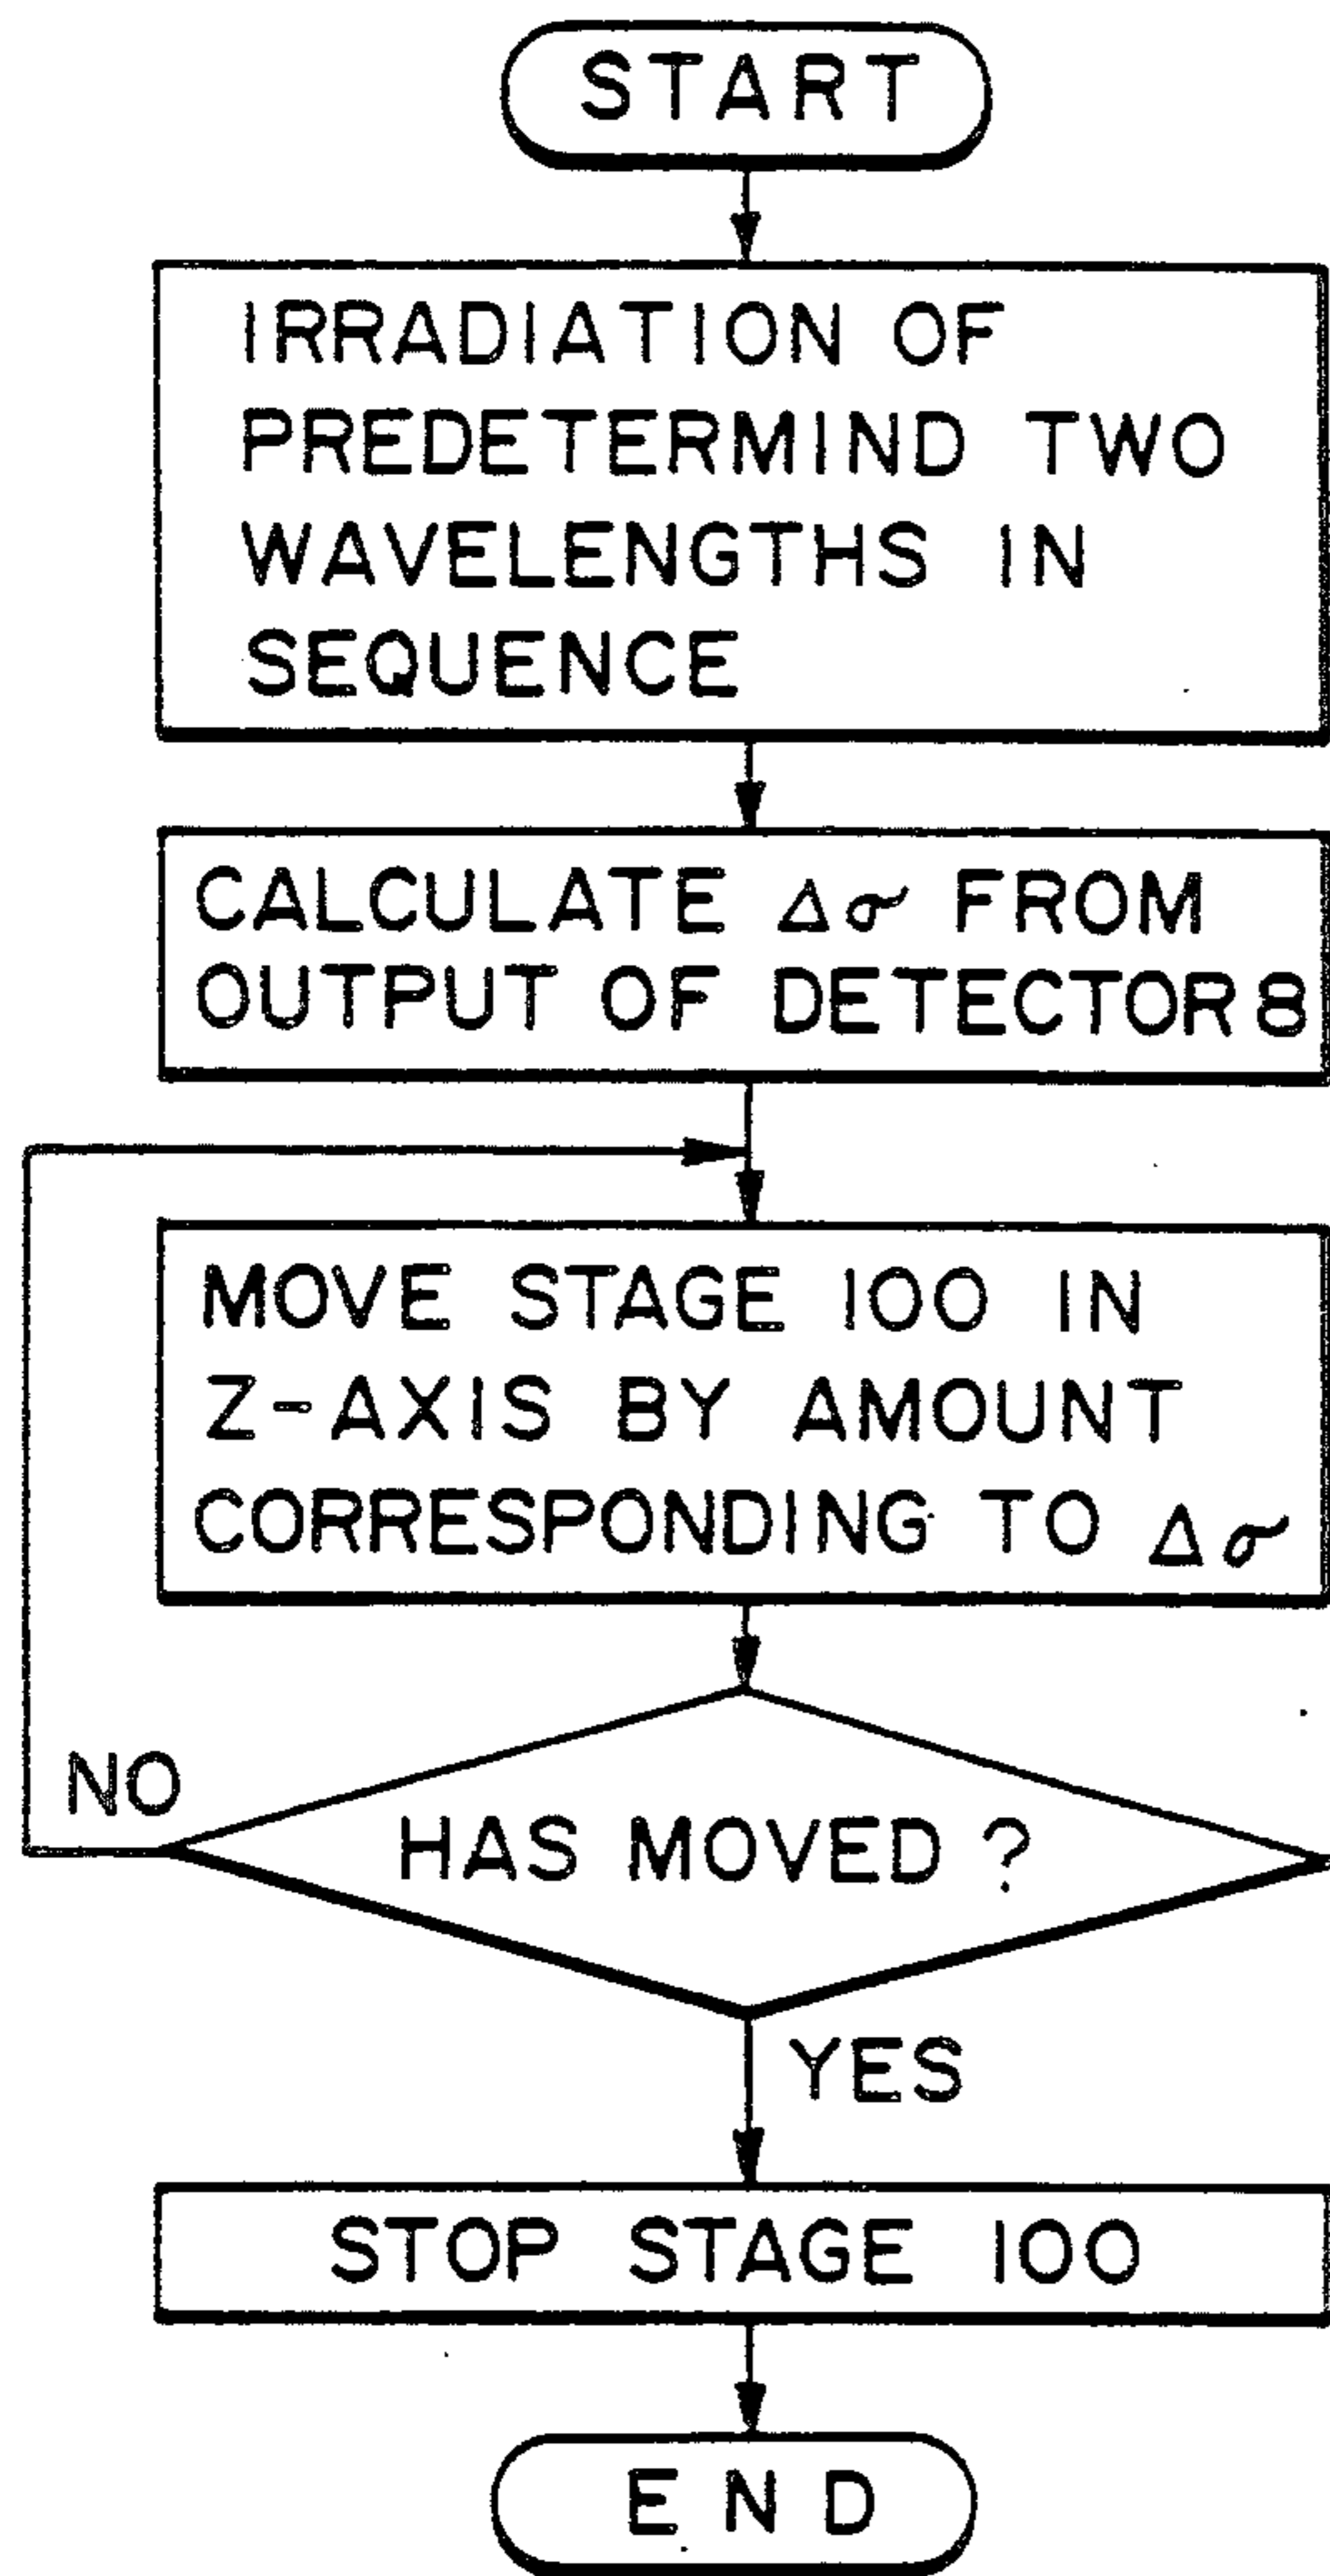 START
IRRADIATION OF
PREDETERMIND TWO
WAVELENGTHS IN
SEQUENCE
CALCULATE Δσ FROM
OUTPUT OF DETECTOR 8
MOVE STAGE 100 IN
Z-AXIS BY AMOUNT
CORRESPONDING TO Δσ
NO
HAS MOVED ?
YES
STOP STAGE 100
END